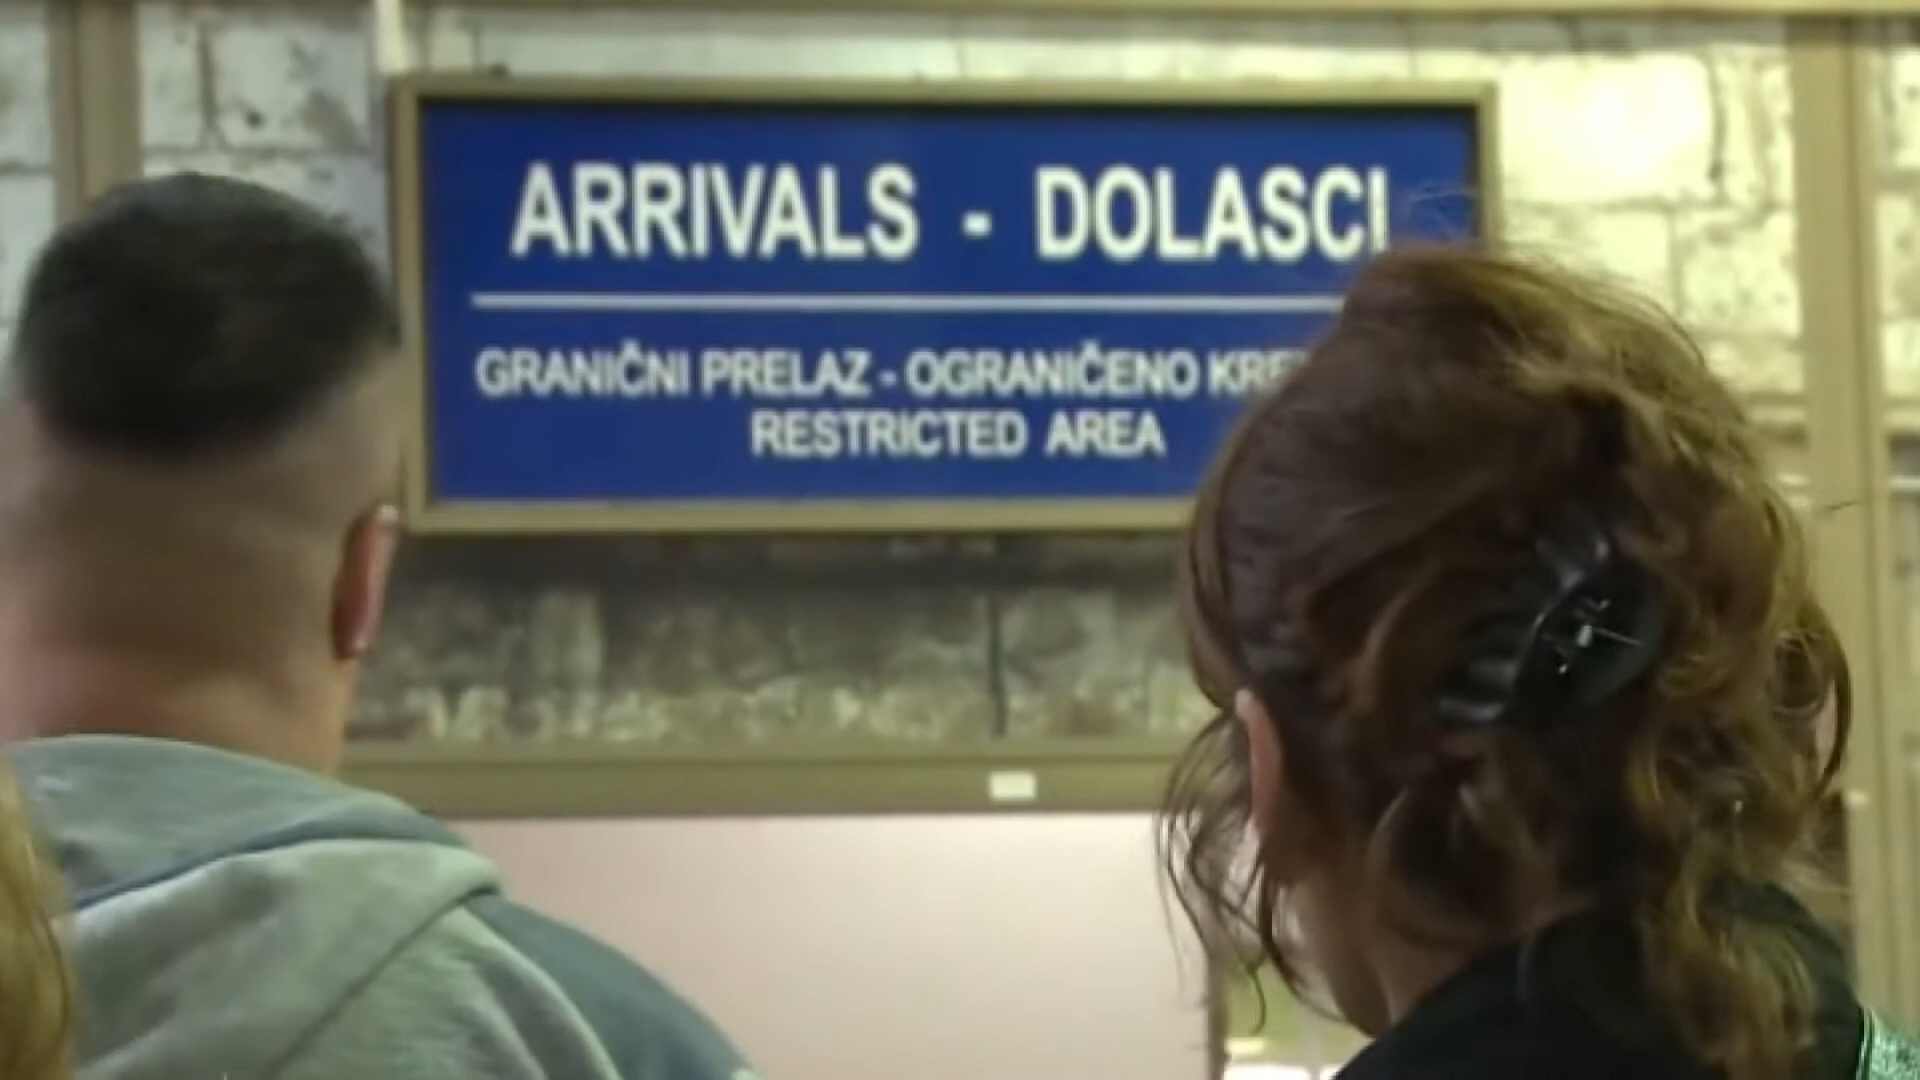 ARRIVALS - DOLASCI
GRANIČNI PRELAZ - OGRANIČENO
RESTRICTED AREA